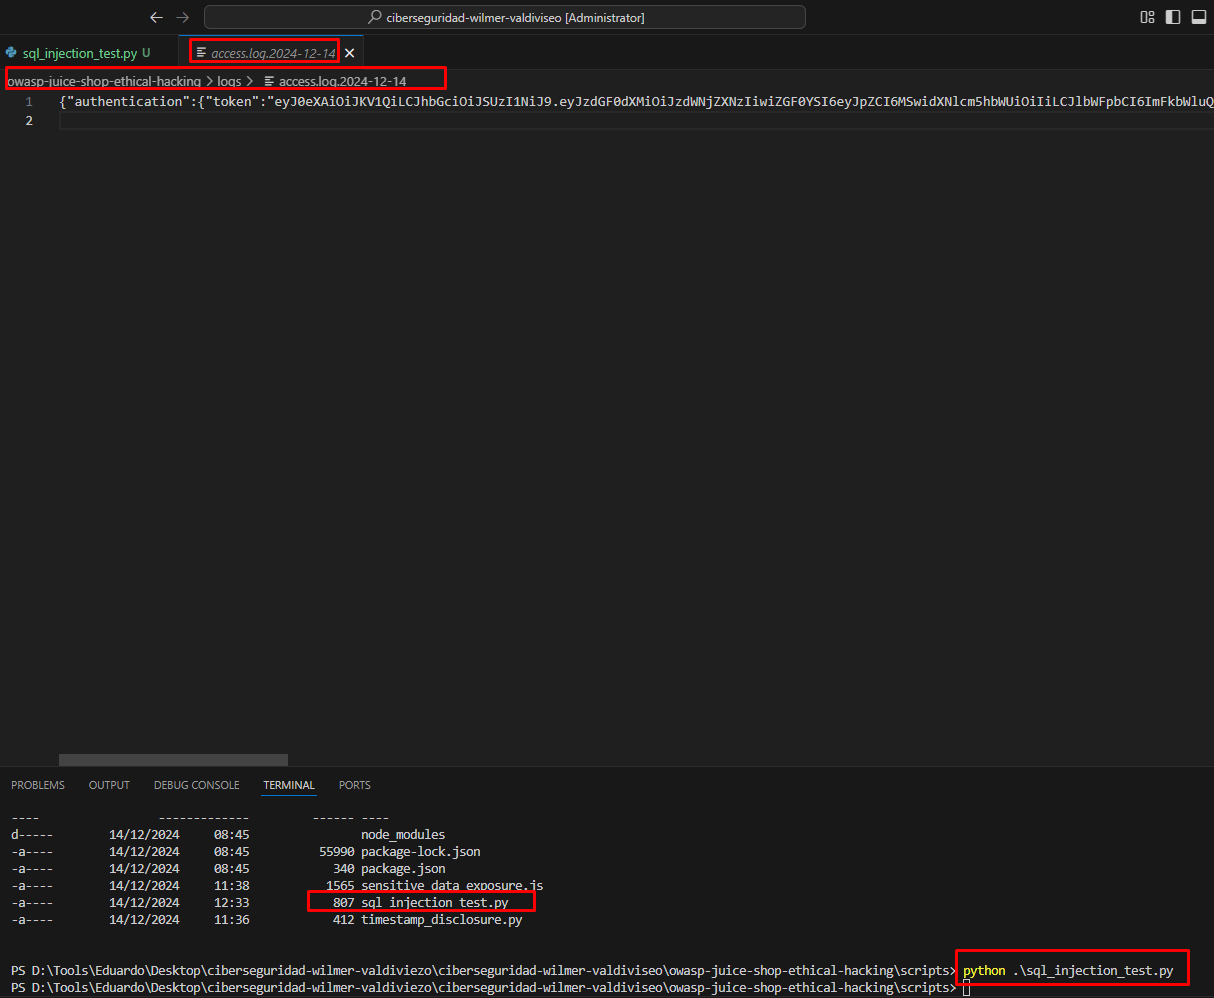 ciberseguridad-wilmer-valdiviseo [Administrator]
sql_injection_test.py U
access.log.2024-12-14
owasp-juice-shop-ethical-hacking > logs > access.log.2024-12-14
1 {"authentication":{"token":"eyJ0eXAiOiJKV1QiLCJhbGciOiJSUzI1NiJ9.eyJzdGF0dXMiOiJzdWNjZXNzIiwiZGF0YSI6eyJpZCI6MSwidXNlcm5hbWUiOiIiLCJlbWFpbCI6ImFkbWluQ
2
PROBLEMS OUTPUT DEBUG CONSOLE TERMINAL PORTS
---- ------------- ------ ----
d----- 14/12/2024 08:45 node_modules
-a---- 14/12/2024 08:45 55990 package-lock.json
-a---- 14/12/2024 08:45 340 package.json
-a---- 14/12/2024 11:38 1565 sensitive_data_exposure.js
-a---- 14/12/2024 12:33 807 sql_injection_test.py
-a---- 14/12/2024 11:36 412 timestamp_disclosure.py
PS D:\Tools\Eduardo\Desktop\ciberseguridad-wilmer-valdiviezo\ciberseguridad-wilmer-valdiviseo\owasp-juice-shop-ethical-hacking\scripts> python .\sql_injection_test.py
PS D:\Tools\Eduardo\Desktop\ciberseguridad-wilmer-valdiviezo\ciberseguridad-wilmer-valdiviseo\owasp-juice-shop-ethical-hacking\scripts>